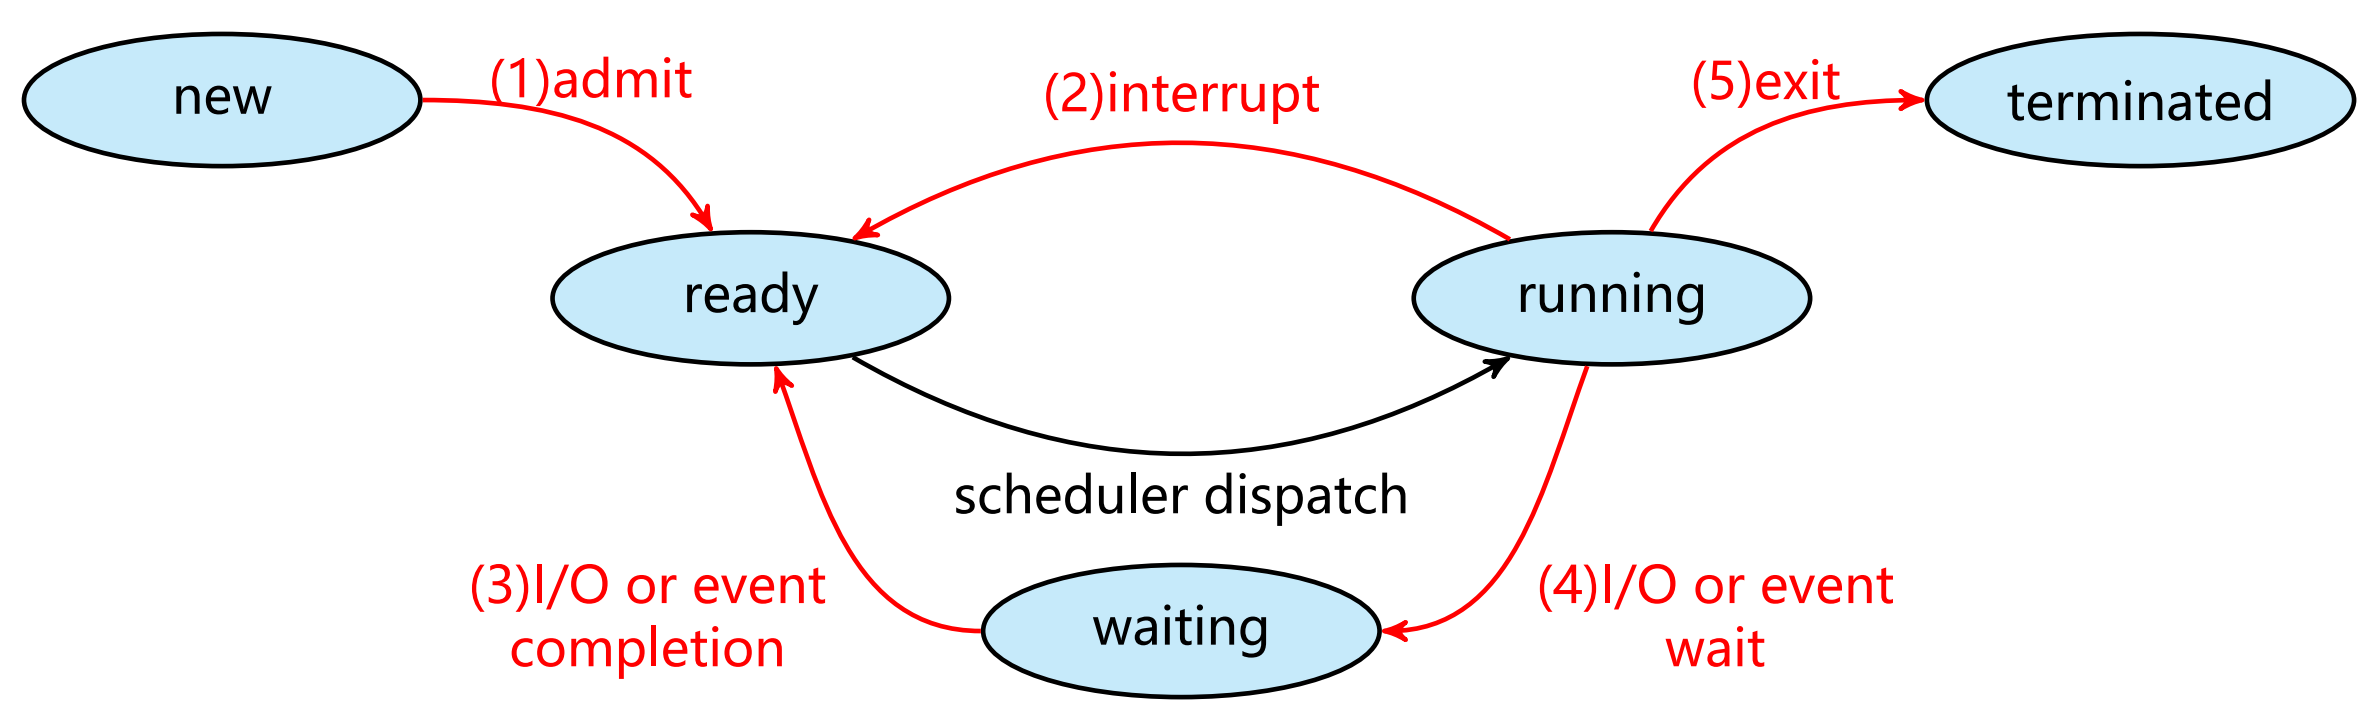 new
(1)admit
(2)interrupt
(5)exit
terminated
ready
running
scheduler dispatch
(3)I/O or event
completion
waiting
(4)I/O or event
wait